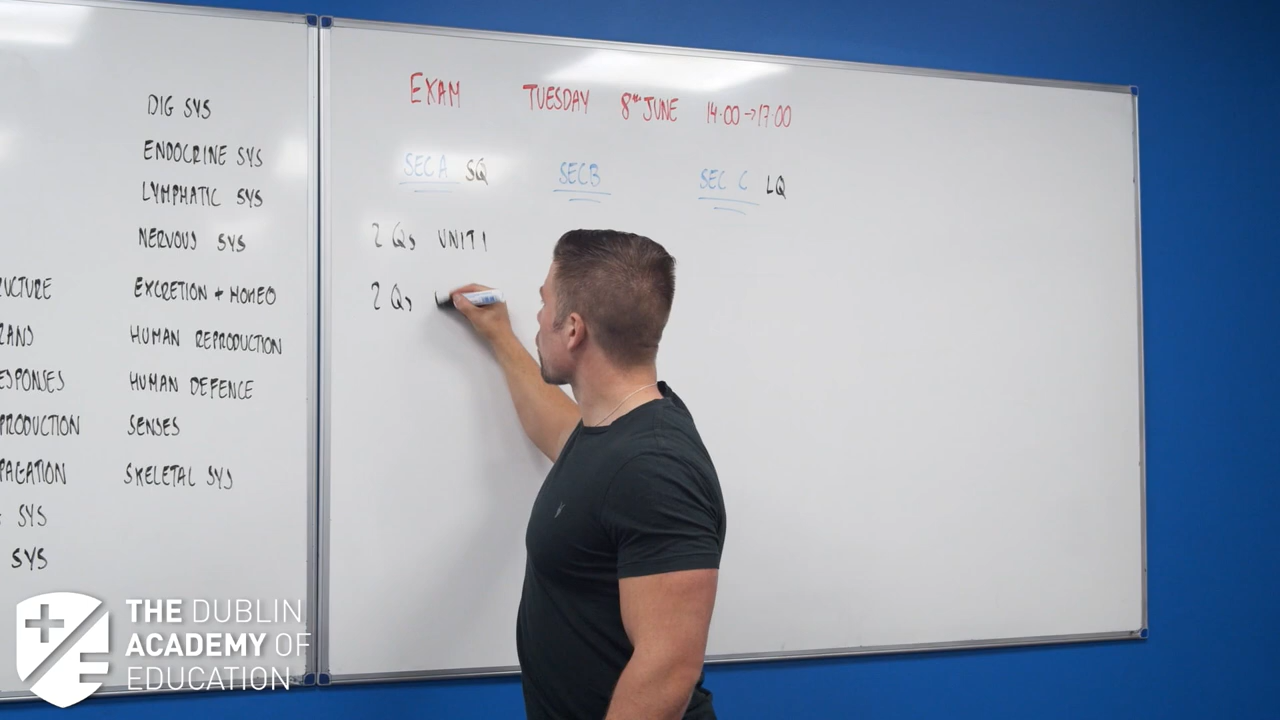 DIG SYS
ENDOCRINE SYS
LYMPHATIC SYS
NERVOUS SYS
UCTURE EXCRETION + HOMEO
RANS HUMAN REPRODUCTION
ESPONSES HUMAN DEFENCE
PRODUCTION SENSES
PAGATION SKELETAL SYS
SYS
SYS
EXAM TUESDAY 8TH JUNE 14:00 → 17:00
SEC A SQ SEC B SEC C LQ
2 Qs UNIT 1
2 Qs
THE DUBLIN
ACADEMY OF
EDUCATION